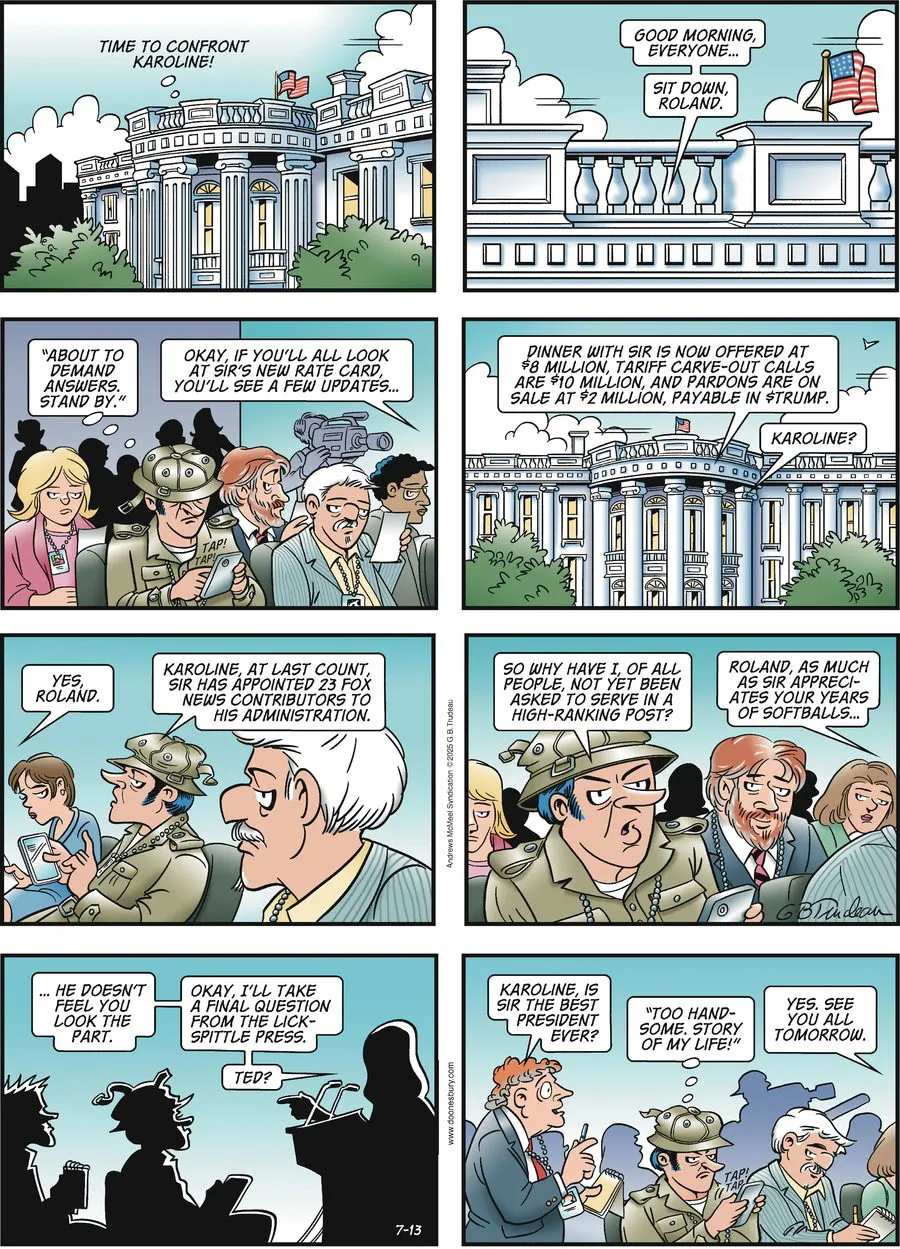 TIME TO CONFRONT
KAROLINE!
GOOD MORNING,
EVERYONE...
SIT DOWN,
ROLAND.
"ABOUT TO
DEMAND
ANSWERS.
STAND BY."
OKAY, IF YOU'LL ALL LOOK
AT SIR'S NEW RATE CARD,
YOU'LL SEE A FEW UPDATES...
TAP!
TAP!
DINNER WITH SIR IS NOW OFFERED AT
$8 MILLION, TARIFF CARVE-OUT CALLS
ARE $10 MILLION, AND PARDONS ARE ON
SALE AT $2 MILLION, PAYABLE IN $TRUMP.
KAROLINE?
YES,
ROLAND.
KAROLINE, AT LAST COUNT,
SIR HAS APPOINTED 23 FOX
NEWS CONTRIBUTORS TO
HIS ADMINISTRATION.
Andrews McMeel Syndication © 2025 G.B. Trudeau
SO WHY HAVE I, OF ALL
PEOPLE, NOT YET BEEN
ASKED TO SERVE IN A
HIGH-RANKING POST?
ROLAND, AS MUCH
AS SIR APPRECI-
ATES YOUR YEARS
OF SOFTBALLS...
GBTrudeau
... HE DOESN'T
FEEL YOU
LOOK THE
PART.
OKAY, I'LL TAKE
A FINAL QUESTION
FROM THE LICK-
SPITTLE PRESS.
TED?
7-13
www.doonesbury.com
KAROLINE, IS
SIR THE BEST
PRESIDENT
EVER?
"TOO HAND-
SOME. STORY
OF MY LIFE!"
YES. SEE
YOU ALL
TOMORROW.
TAP!
TAP!